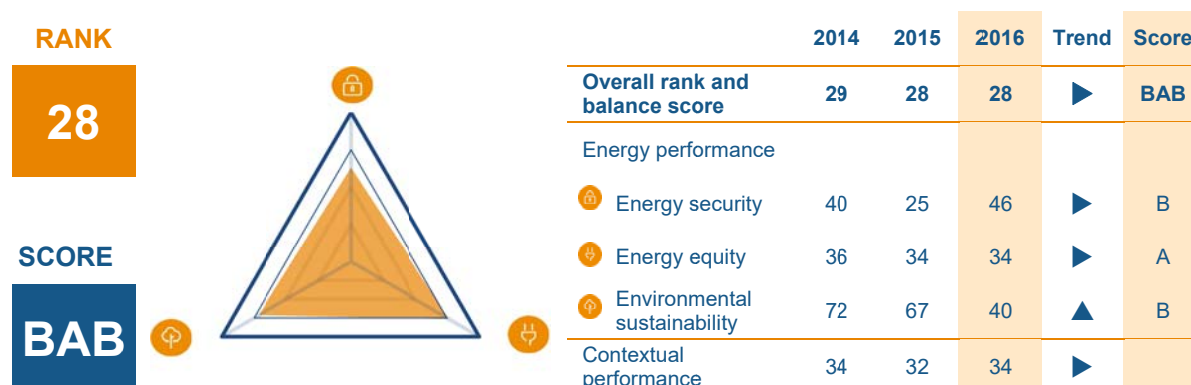 RANK
28
SCORE
BAB
2014 2015 2016 Trend Score
Overall rank and
balance score 29 28 28 BAB
Energy performance
Energy security 40 25 46 B
Energy equity 36 34 34 A
Environmental
sustainability 72 67 40 B
Contextual
performance 34 32 34